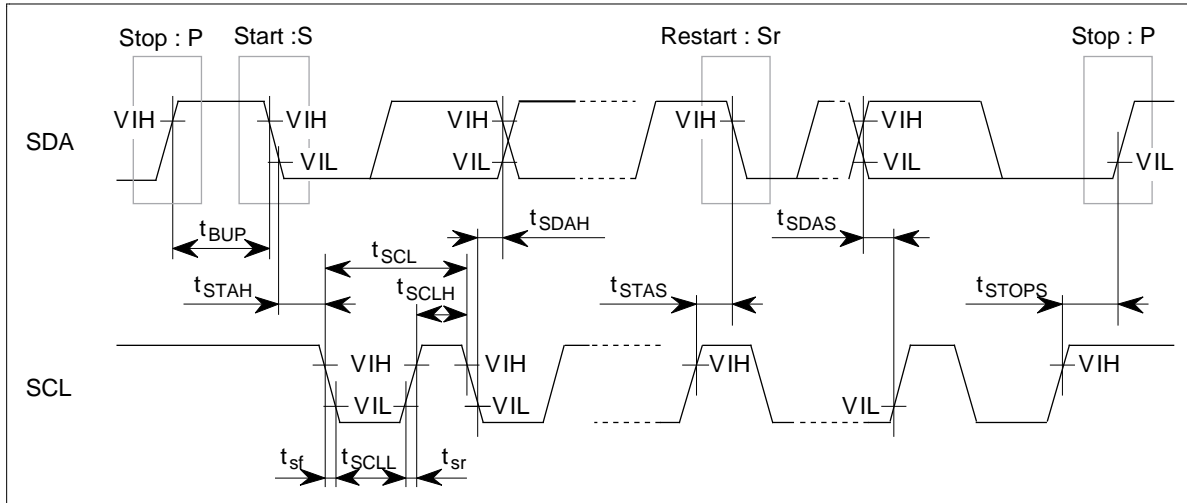 Stop : P Start :S Restart : Sr Stop : P
SDA VIH VIH VIH VIH VIH
VIL VIL VIL VIL
tBUP tSDAH tSDAS
tSCL
tSTAH tSCLH tSTAS tSTOPS
SCL VIH VIH VIH VIH
VIL VIL VIL
tsf tSCLL tsr